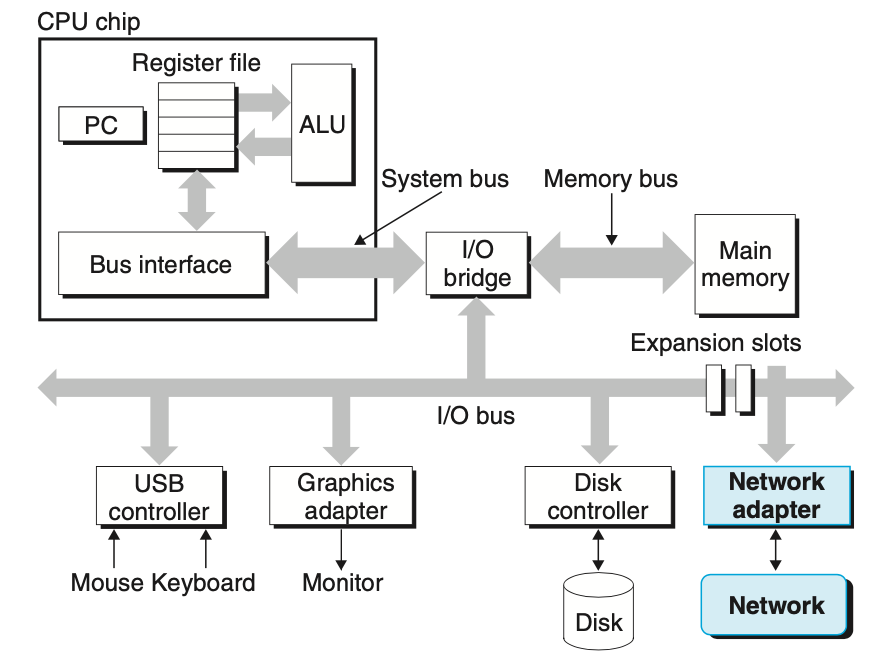 CPU chip
Register file
PC
ALU
System bus
Memory bus
Bus interface
I/O
bridge
Main
memory
Expansion slots
I/O bus
USB
controller
Graphics
adapter
Disk
controller
Network
adapter
Mouse Keyboard
Monitor
Disk
Network